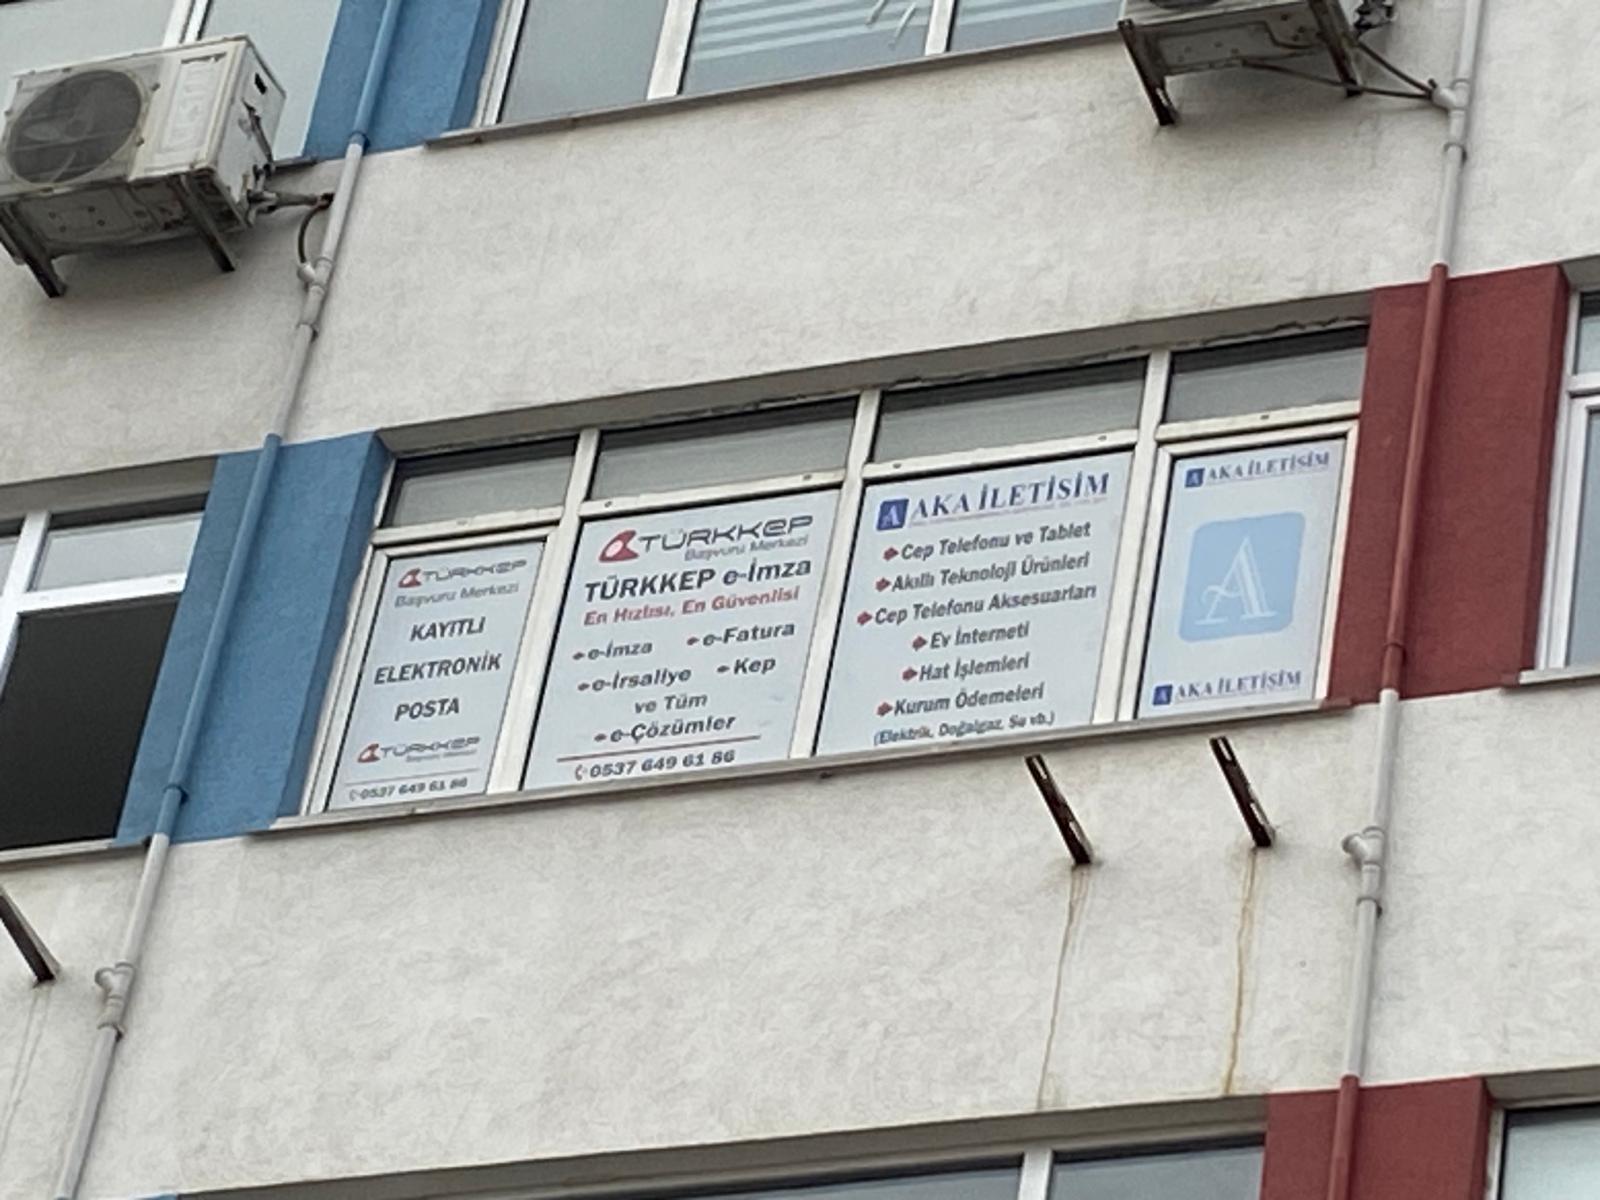 TÜRKKEP
Başvuru Merkezi
KAYITLI
ELEKTRONİK
POSTA
TÜRKKEP
Başvuru Merkezi
0537 649 61 86
TÜRKKEP
Başvuru Merkezi
TÜRKKEP e-İmza
En Hızlısı, En Güvenlisi
e-İmza e-Fatura
e-İrsaliye Kep
ve Tüm
e-Çözümler
0537 649 61 86
A AKA İLETİSİM
Cep Telefonu ve Tablet
Akıllı Teknoloji Ürünleri
Cep Telefonu Aksesuarları
Ev İnterneti
Hat İşlemleri
Kurum Ödemeleri
(Elektrik, Doğalgaz, Su vb.)
A AKA İLETİSİM
A
A AKA İLETİSİM